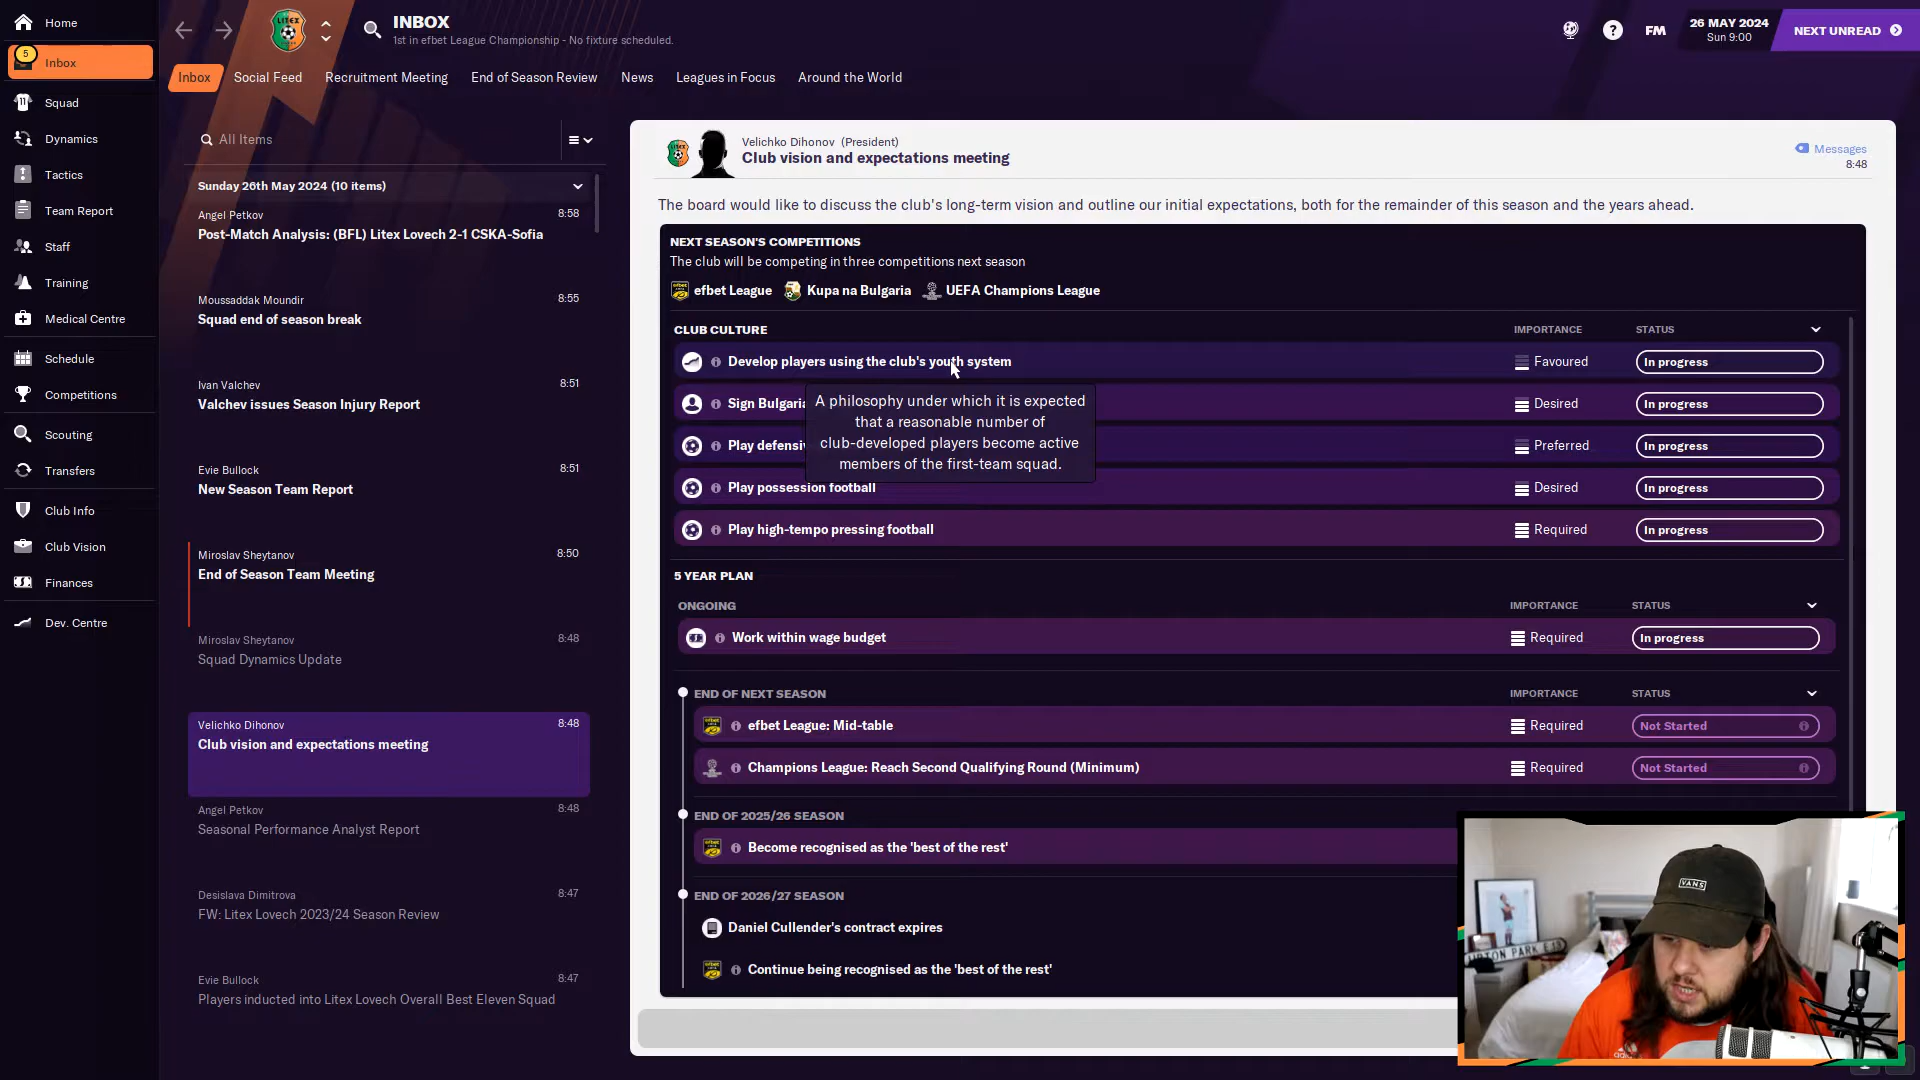 Home
5
Inbox
Squad
Dynamics
Tactics
Team Report
Staff
Training
Medical Centre
Schedule
Competitions
Scouting
Transfers
Club Info
Club Vision
Finances
Dev. Centre
LITEX
INBOX
1st in efbet League Championship - No fixture scheduled.
FM
26 MAY 2024
Sun 9:00
NEXT UNREAD
Inbox
Social Feed
Recruitment Meeting
End of Season Review
News
Leagues in Focus
Around the World
All Items
Sunday 26th May 2024 (10 items)
Angel Petkov 8:58
Post-Match Analysis: (BFL) Litex Lovech 2-1 CSKA-Sofia
Moussaddak Moundir 8:55
Squad end of season break
Ivan Valchev 8:51
Valchev issues Season Injury Report
Evie Bullock 8:51
New Season Team Report
Miroslav Sheytanov 8:50
End of Season Team Meeting
Miroslav Sheytanov 8:48
Squad Dynamics Update
Velichko Dihonov 8:48
Club vision and expectations meeting
Angel Petkov 8:48
Seasonal Performance Analyst Report
Desislava Dimitrova 8:47
FW: Litex Lovech 2023/24 Season Review
Evie Bullock 8:47
Players inducted into Litex Lovech Overall Best Eleven Squad
Velichko Dihonov (President)
Club vision and expectations meeting
Messages
8:48
The board would like to discuss the club's long-term vision and outline our initial expectations, both for the remainder of this season and the years ahead.
NEXT SEASON'S COMPETITIONS
The club will be competing in three competitions next season
efbet League Kupa na Bulgaria UEFA Champions League
CLUB CULTURE IMPORTANCE STATUS
Develop players using the club's youth system Favoured In progress
Sign Bulgaria Desired In progress
Play defensiv Preferred In progress
A philosophy under which it is expected
that a reasonable number of
club-developed players become active
members of the first-team squad.
Play possession football Desired In progress
Play high-tempo pressing football Required In progress
5 YEAR PLAN
ONGOING IMPORTANCE STATUS
Work within wage budget Required In progress
END OF NEXT SEASON IMPORTANCE STATUS
efbet League: Mid-table Required Not Started
Champions League: Reach Second Qualifying Round (Minimum) Required Not Started
END OF 2025/26 SEASON
Become recognised as the 'best of the rest'
END OF 2026/27 SEASON
Daniel Cullender's contract expires
Continue being recognised as the 'best of the rest'
VANS